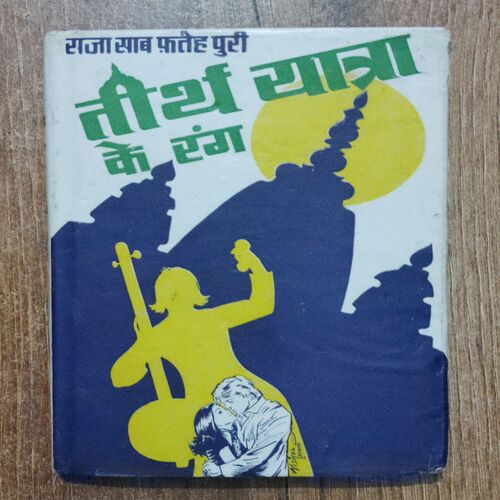 राजा साब फ़तेह पुरी
तीर्थ यात्रा
के रंग